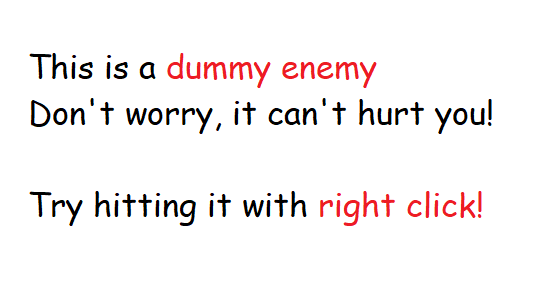 This is a dummy enemy
Don't worry, it can't hurt you!
Try hitting it with right click!